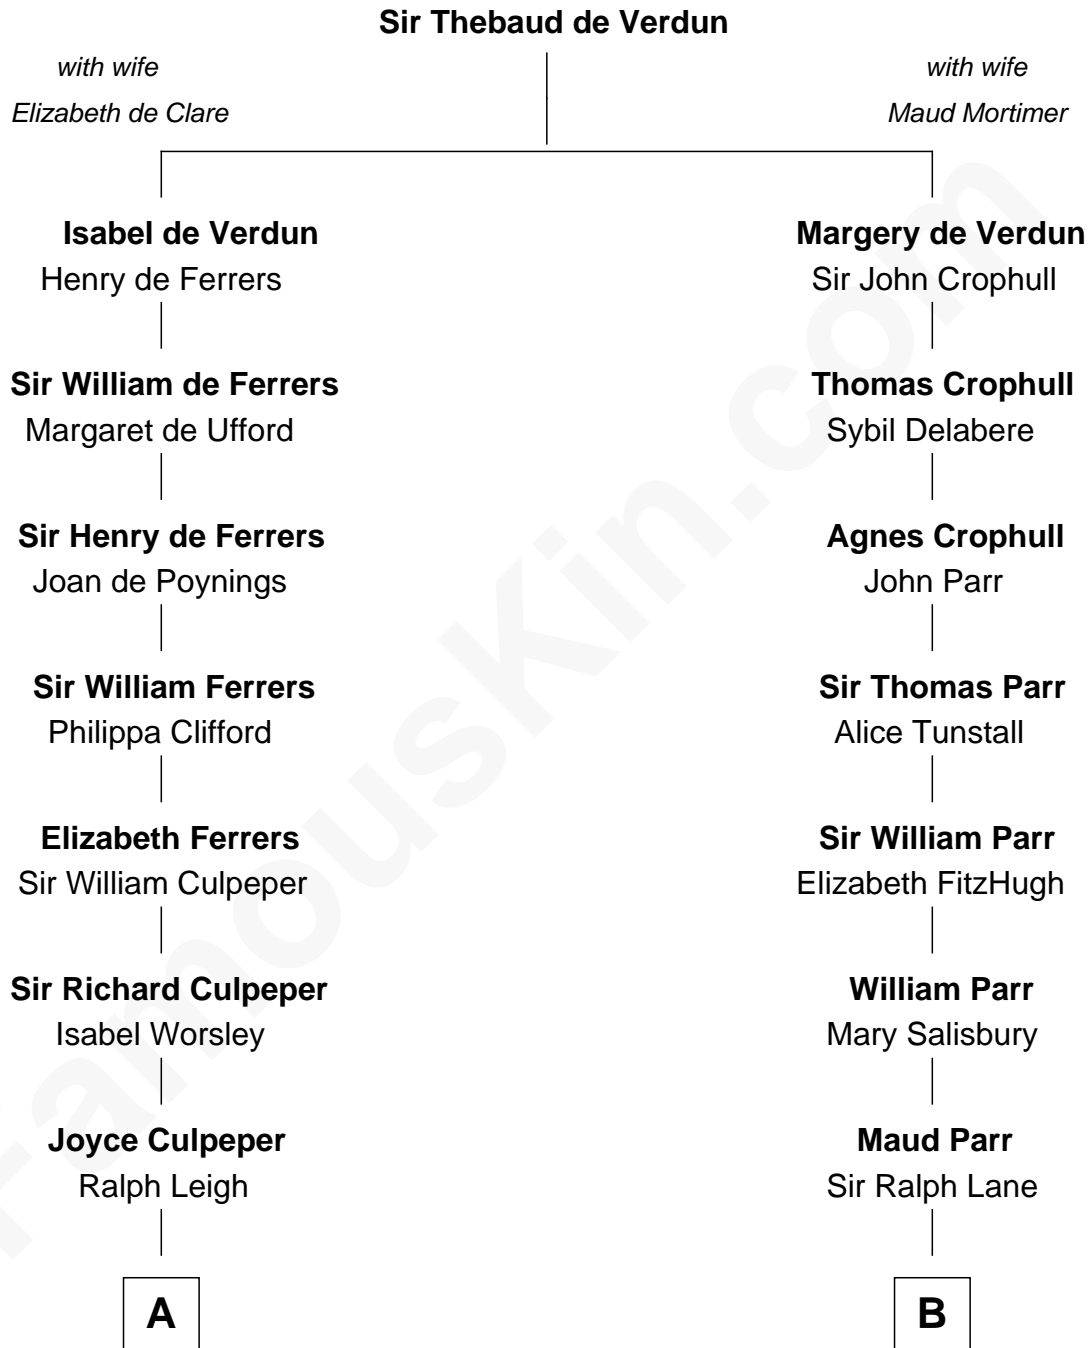 Sir Thebaud de Verdun
with wife
Elizabeth de Clare
with wife
Maud Mortimer
Isabel de Verdun
Henry de Ferrers
Margery de Verdun
Sir John Crophull
Sir William de Ferrers
Margaret de Ufford
Thomas Crophull
Sybil Delabere
Sir Henry de Ferrers
Joan de Poynings
Agnes Crophull
John Parr
Sir William Ferrers
Philippa Clifford
Sir Thomas Parr
Alice Tunstall
Elizabeth Ferrers
Sir William Culpeper
Sir William Parr
Elizabeth FitzHugh
Sir Richard Culpeper
Isabel Worsley
William Parr
Mary Salisbury
Joyce Culpeper
Ralph Leigh
Maud Parr
Sir Ralph Lane
A
B
FamousKin.com